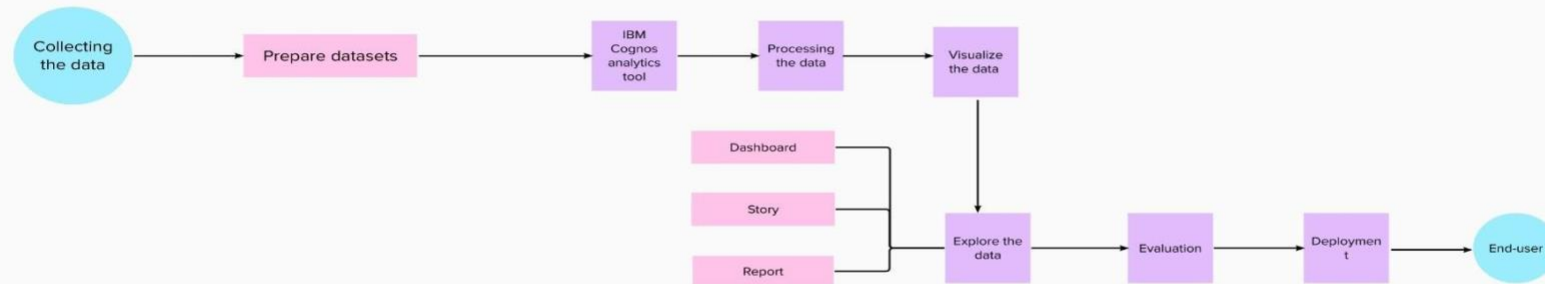 Collecting
the data
Prepare datasets
IBM
Cognos
analytics
tool
Processing
the data
Visualize
the data
Dashboard
Story
Report
Explore the
data
Evaluation
Deploymen
t
End-user